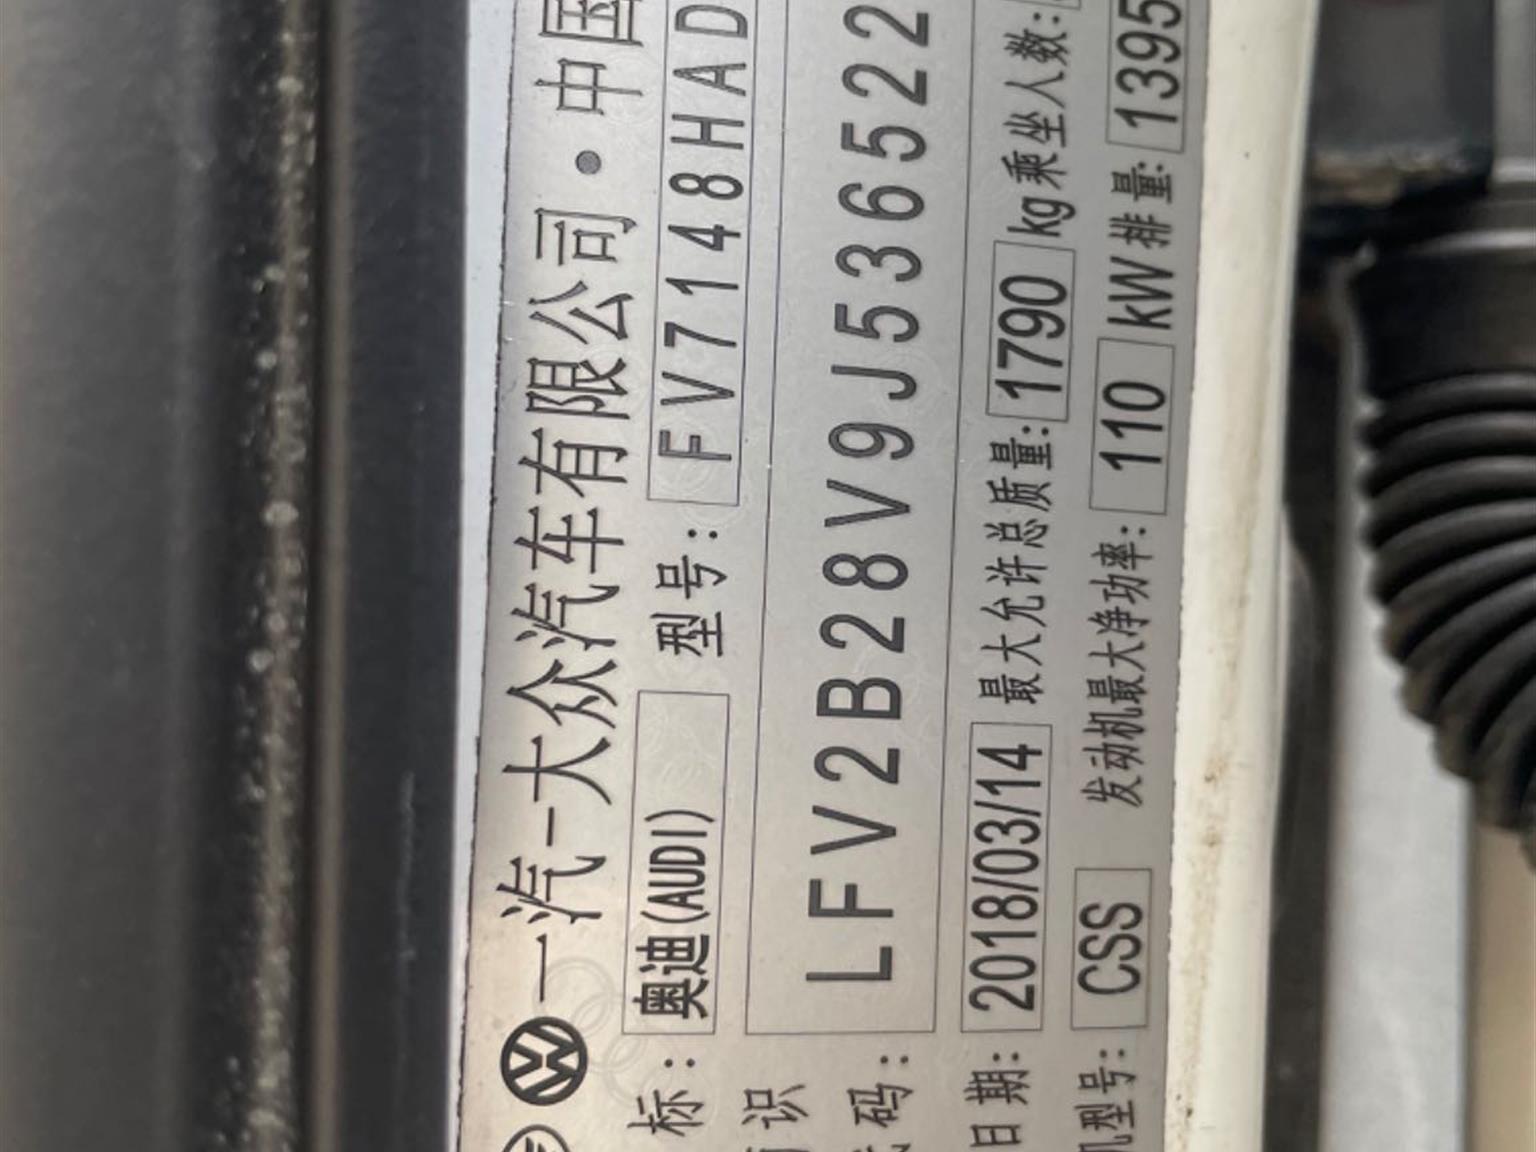 一汽-大众汽车有限公司·中国
标: 奥迪(AUDI) 型号: FV7148HAD
识
码: LFV2B28V9J536522
日期: 2018/03/14 最大允许总质量: 1790 kg 乘坐人数:
机型号: CSS 发动机最大净功率: 110 kW 排量: 1395